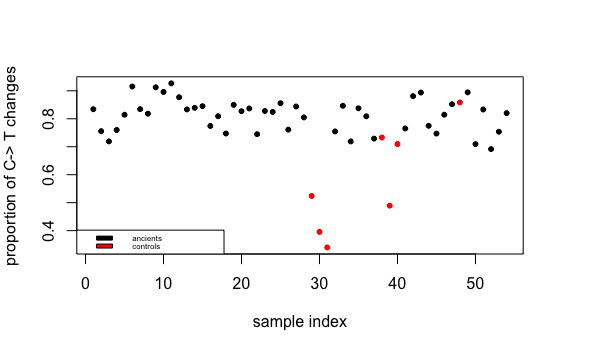 proportion of C-> T changes
0.8
0.6
0.4
ancients
controls
0 10 20 30 40 50
sample index